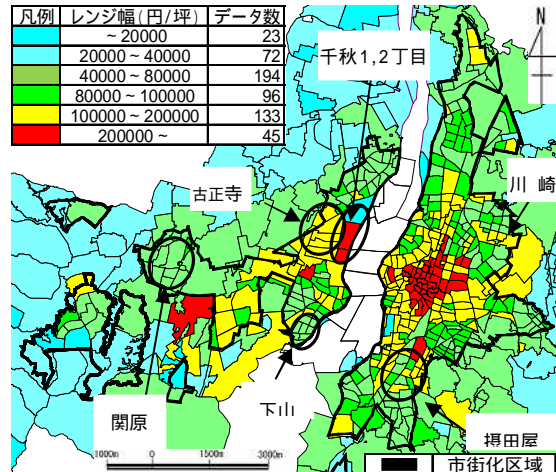 凡例 レンジ幅(円/坪) データ数
～20000 23
20000～40000 72
40000～80000 194
80000～100000 96
100000～200000 133
200000～ 45
千秋1,2丁目
N
川崎
古正寺
関原
下山
摂田屋
1000m 0 1500m 3000m
市街化区域